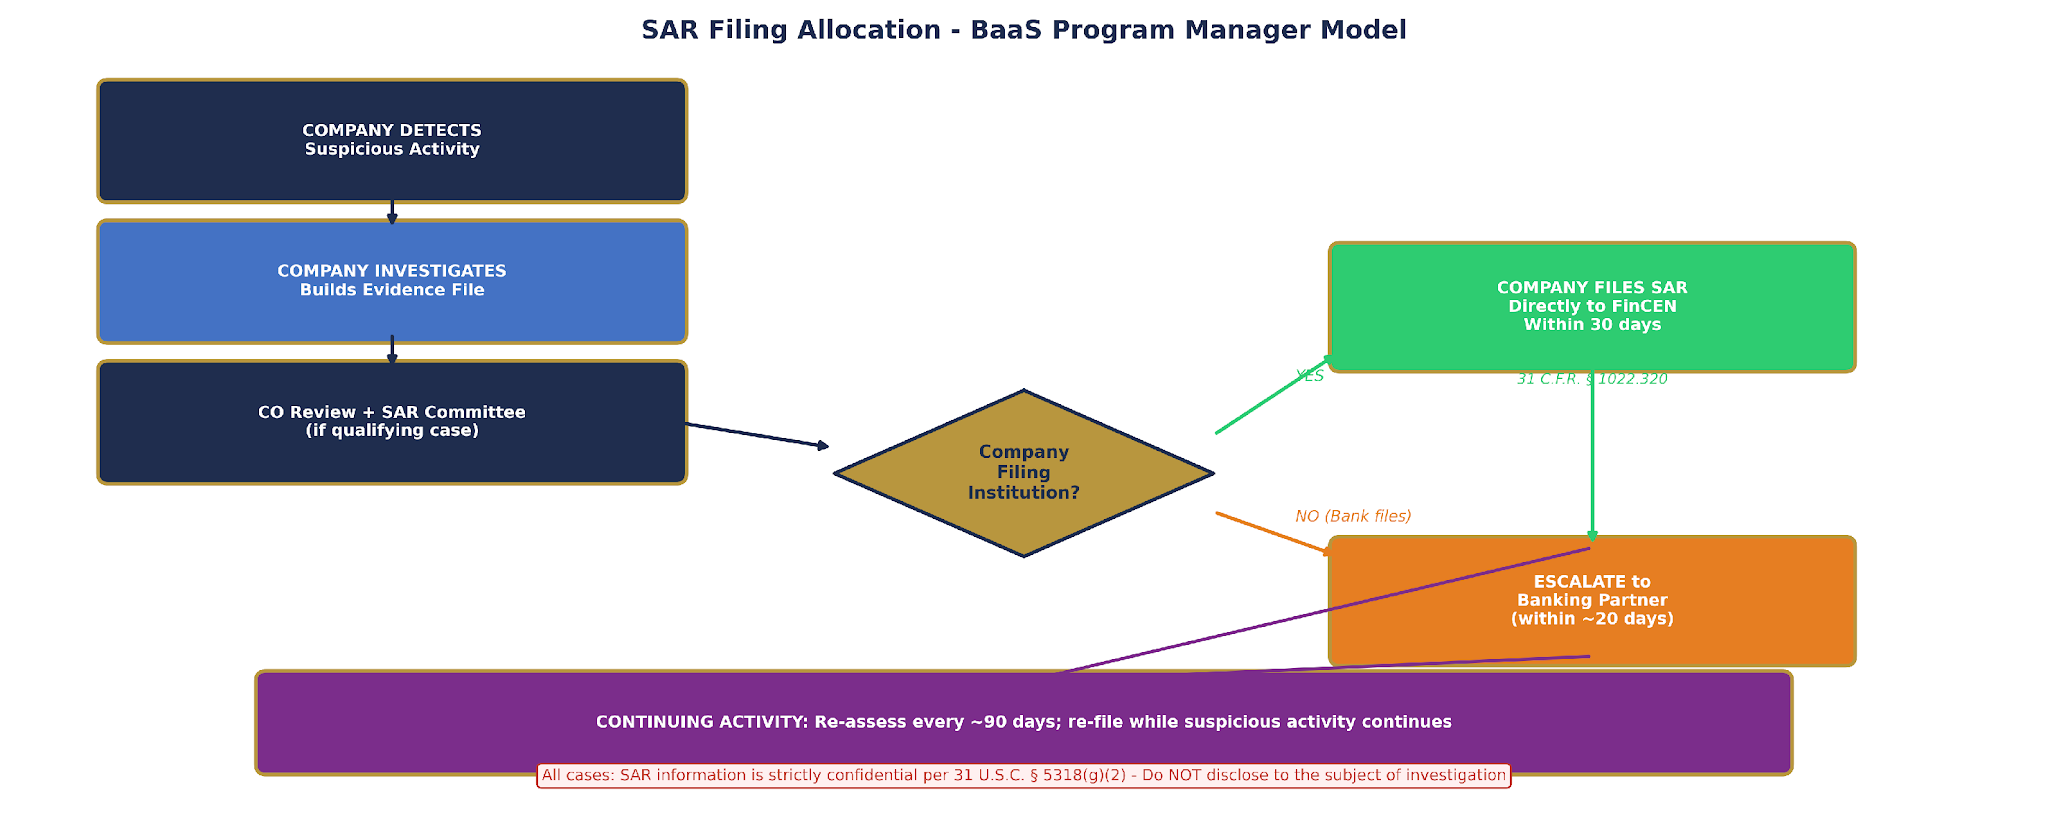 SAR Filing Allocation - BaaS Program Manager Model
COMPANY DETECTS
Suspicious Activity
COMPANY INVESTIGATES
Builds Evidence File
CO Review + SAR Committee
(if qualifying case)
Company
Filing
Institution?
YES
COMPANY FILES SAR
Directly to FinCEN
Within 30 days
31 C.F.R. § 1022.320
NO (Bank files)
ESCALATE to
Banking Partner
(within ~20 days)
CONTINUING ACTIVITY: Re-assess every ~90 days; re-file while suspicious activity continues
All cases: SAR information is strictly confidential per 31 U.S.C. § 5318(g)(2) - Do NOT disclose to the subject of investigation